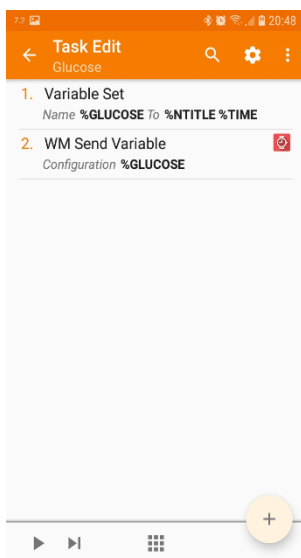 7.2 20:48
Task Edit
Glucose
1. Variable Set
Name %GLUCOSE To %NTITLE %TIME
2. WM Send Variable
Configuration %GLUCOSE